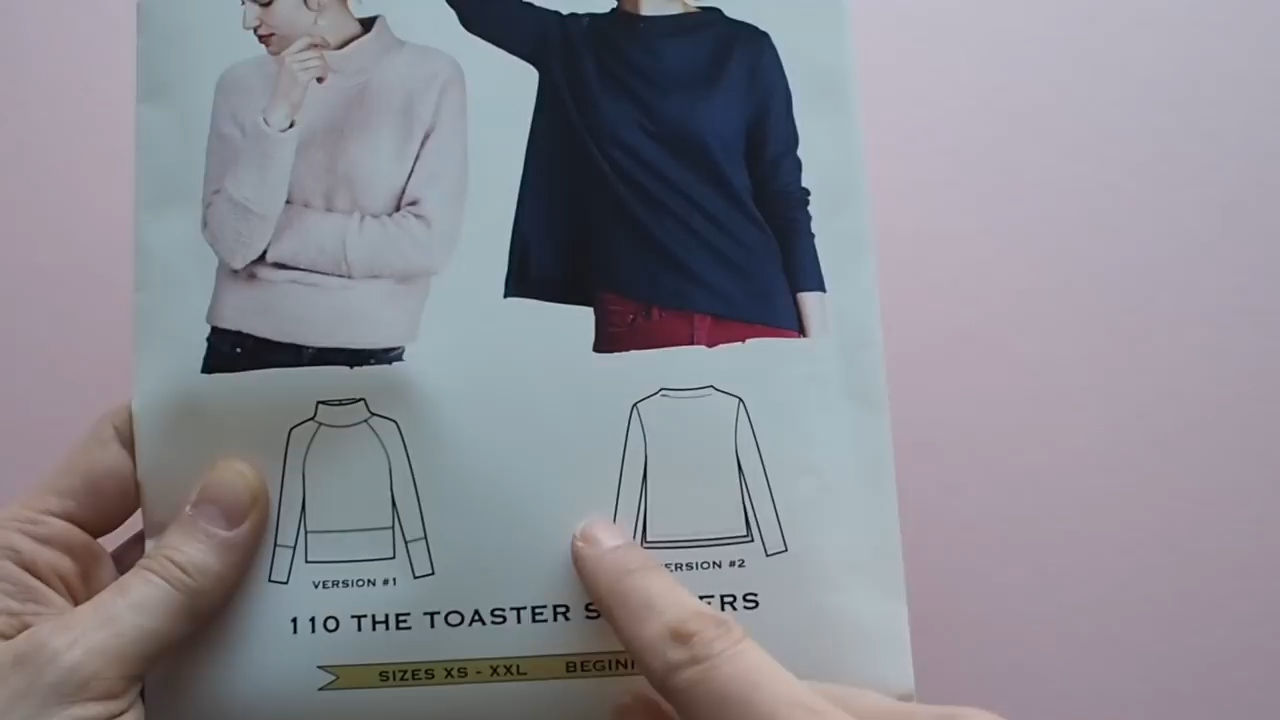 VERSION #1
ERSION #2
110 THE TOASTER S ERS
SIZES XS - XXL BEGIN